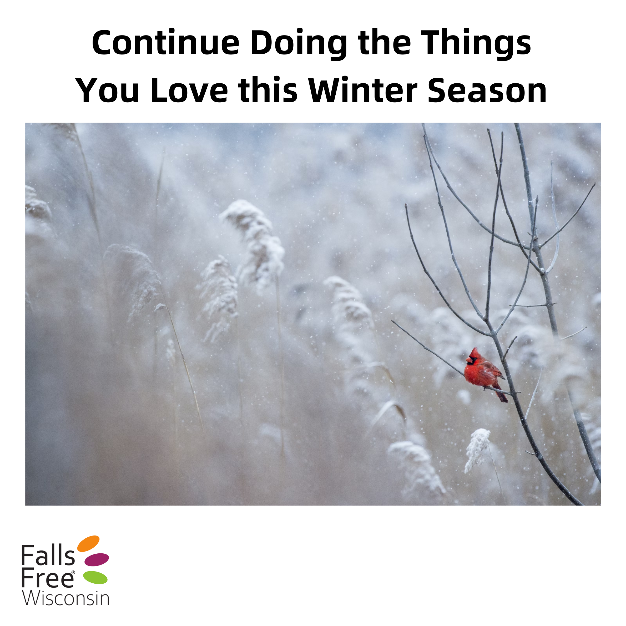 Continue Doing the Things
You Love this Winter Season
Falls
Free®
Wisconsin